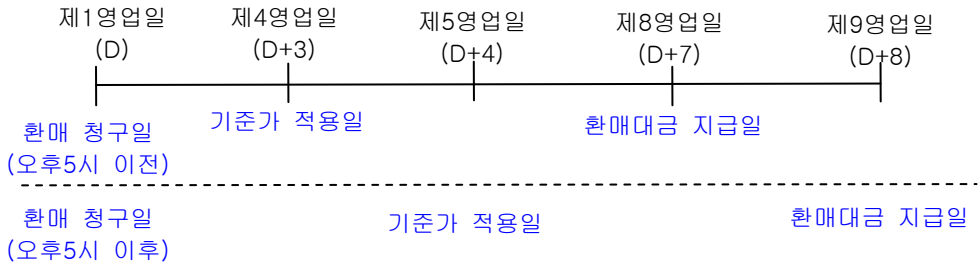 제1영업일 제4영업일 제5영업일 제8영업일 제9영업일
(D) (D+3) (D+4) (D+7) (D+8)
환매 청구일 기준가 적용일 환매대금 지급일
(오후5시 이전)
환매 청구일 기준가 적용일 환매대금 지급일
(오후5시 이후)